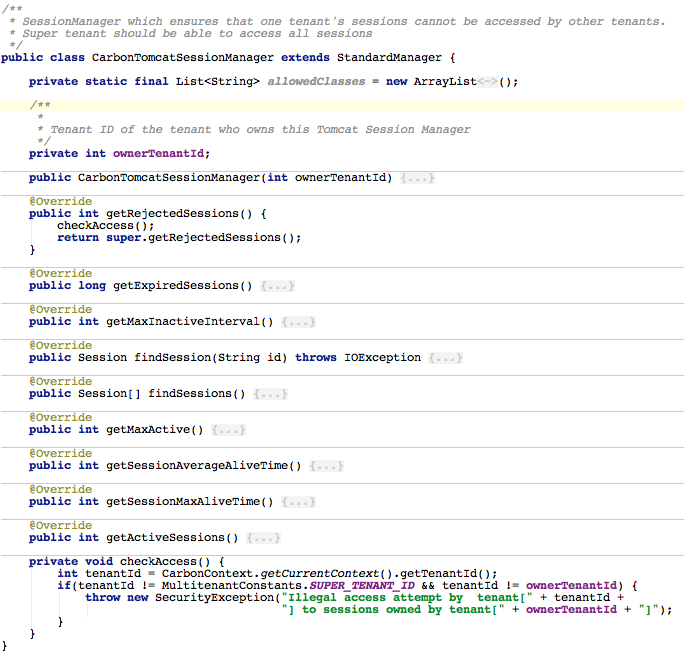 /**
 * SessionManager which ensures that one tenant's sessions cannot be accessed by other tenants.
 * Super tenant should be able to access all sessions
 */
public class CarbonTomcatSessionManager extends StandardManager {
    private static final List<String> allowedClasses = new ArrayList<~>();
    /**
     *
     * Tenant ID of the tenant who owns this Tomcat Session Manager
     */
    private int ownerTenantId;
    public CarbonTomcatSessionManager(int ownerTenantId) {...}
    @Override
    public int getRejectedSessions() {
        checkAccess();
        return super.getRejectedSessions();
    }
    @Override
    public long getExpiredSessions() {...}
    @Override
    public int getMaxInactiveInterval() {...}
    @Override
    public Session findSession(String id) throws IOException {...}
    @Override
    public Session[] findSessions() {...}
    @Override
    public int getMaxActive() {...}
    @Override
    public int getSessionAverageAliveTime() {...}
    @Override
    public int getSessionMaxAliveTime() {...}
    @Override
    public int getActiveSessions() {...}
    private void checkAccess() {
        int tenantId = CarbonContext.getCurrentContext().getTenantId();
        if(tenantId != MultitenantConstants.SUPER_TENANT_ID && tenantId != ownerTenantId) {
            throw new SecurityException("Illegal access attempt by  tenant[" + tenantId +
                                        "] to sessions owned by tenant[" + ownerTenantId + "]");
        }
    }
}